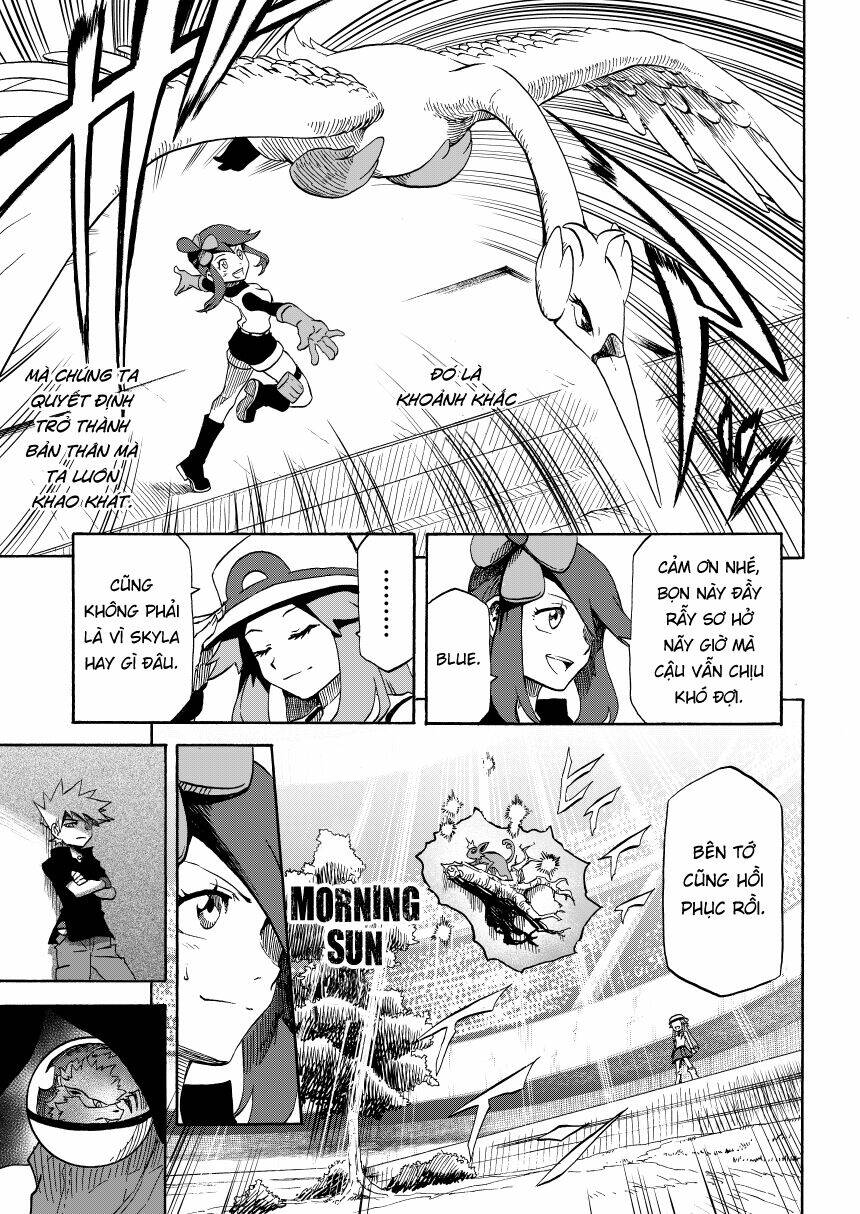 ĐÓ LÀ
KHOẢNH KHẮC
MÀ CHÚNG TA
QUYẾT ĐỊNH
TRỞ THÀNH
BẢN THÂN MÀ
TA LUÔN
KHAO KHÁT.
CẢM ƠN NHÉ,
BỌN NÀY ĐẦY
RẪY SƠ HỞ
NÃY GIỜ MÀ
CẬU VẪN CHỊU
KHÓ ĐỢI.
BLUE.
........
CŨNG
KHÔNG PHẢI
LÀ VÌ SKYLA
HAY GÌ ĐÂU.
BÊN TỚ
CŨNG HỒI
PHỤC RỒI.
MORNING
SUN